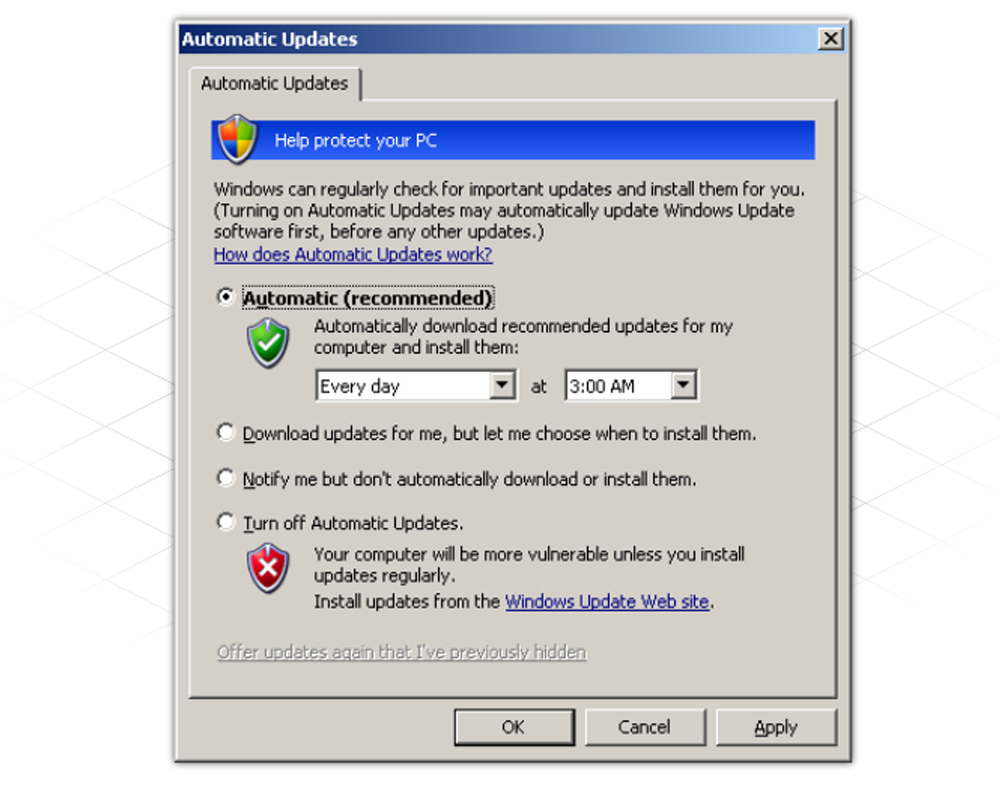 Automatic Updates
Automatic Updates
Help protect your PC
Windows can regularly check for important updates and install them for you.
(Turning on Automatic Updates may automatically update Windows Update
software first, before any other updates.)
How does Automatic Updates work?
Automatic (recommended)
Automatically download recommended updates for my
computer and install them:
Every day at 3:00 AM
Download updates for me, but let me choose when to install them.
Notify me but don't automatically download or install them.
Turn off Automatic Updates.
Your computer will be more vulnerable unless you install
updates regularly.
Install updates from the Windows Update Web site.
Offer updates again that I've previously hidden
OK Cancel Apply